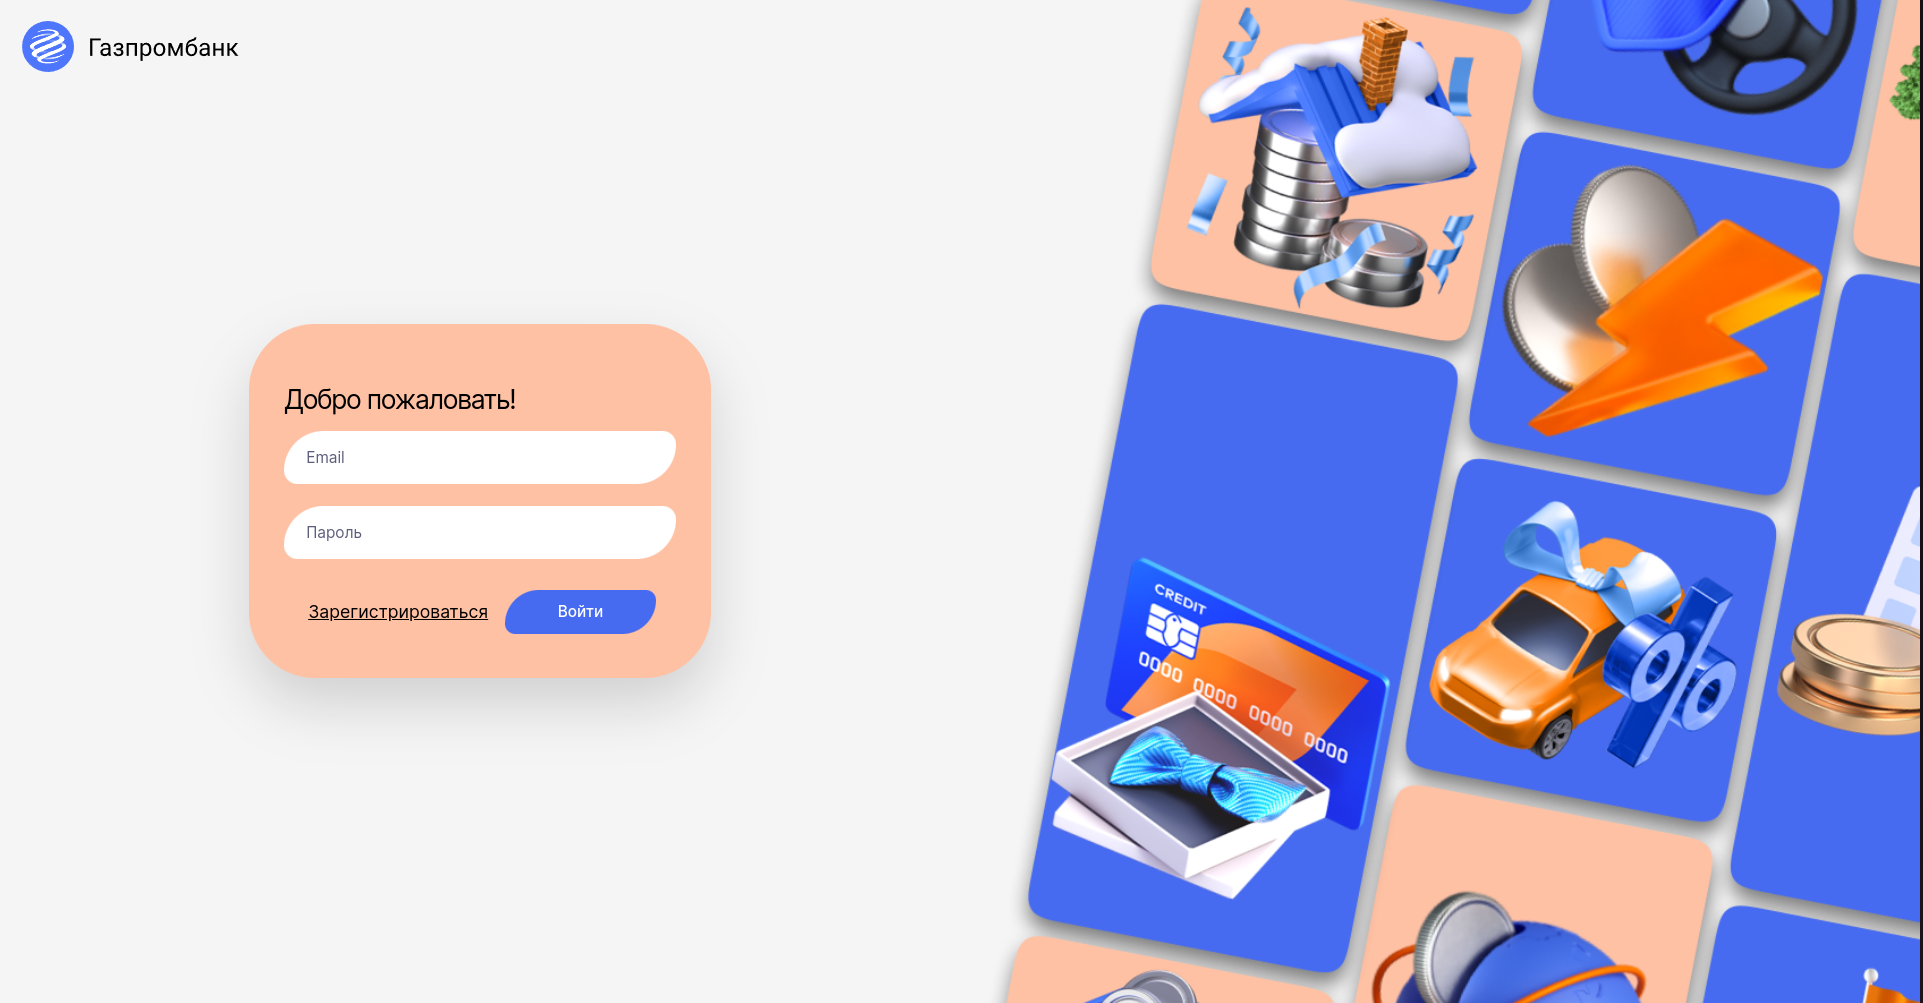 Газпромбанк
Добро пожаловать!
Email
Пароль
Зарегистрироваться
Войти
CREDIT
0000 0000 0000 0000